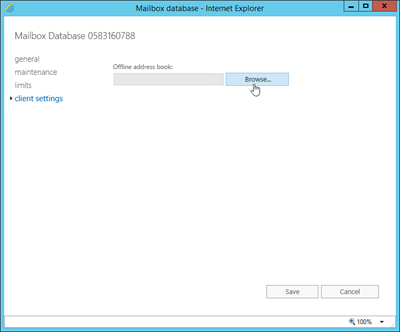 Mailbox database - Internet Explorer
Mailbox Database 0583160788
general
maintenance
limits
client settings
Offline address book:
Browse...
Save
Cancel
100%